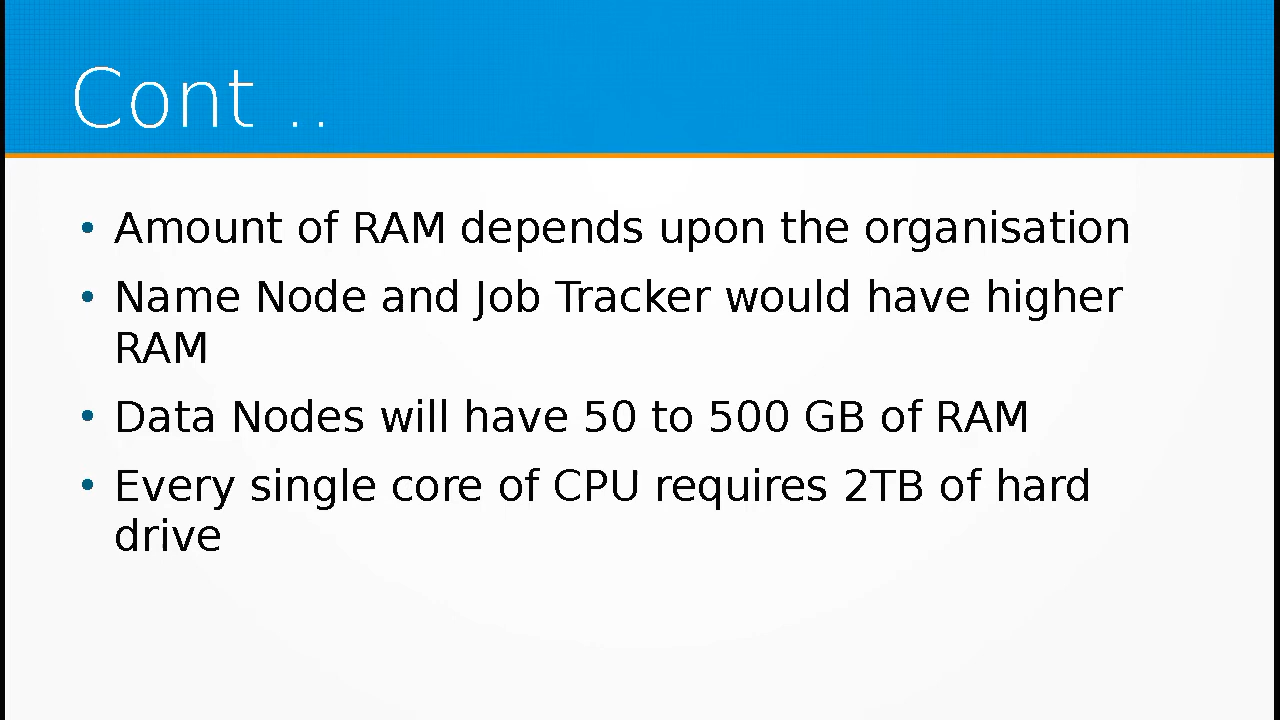 Cont ..
• Amount of RAM depends upon the organisation
• Name Node and Job Tracker would have higher
RAM
• Data Nodes will have 50 to 500 GB of RAM
• Every single core of CPU requires 2TB of hard
drive